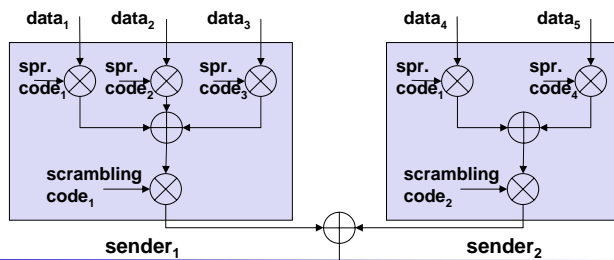 data₁ data₂ data₃ data₄ data₅
spr. spr. spr. spr. spr.
code₁ code₂ code₃ code₁ code₄
scrambling scrambling
code₁ code₂
sender₁ sender₂